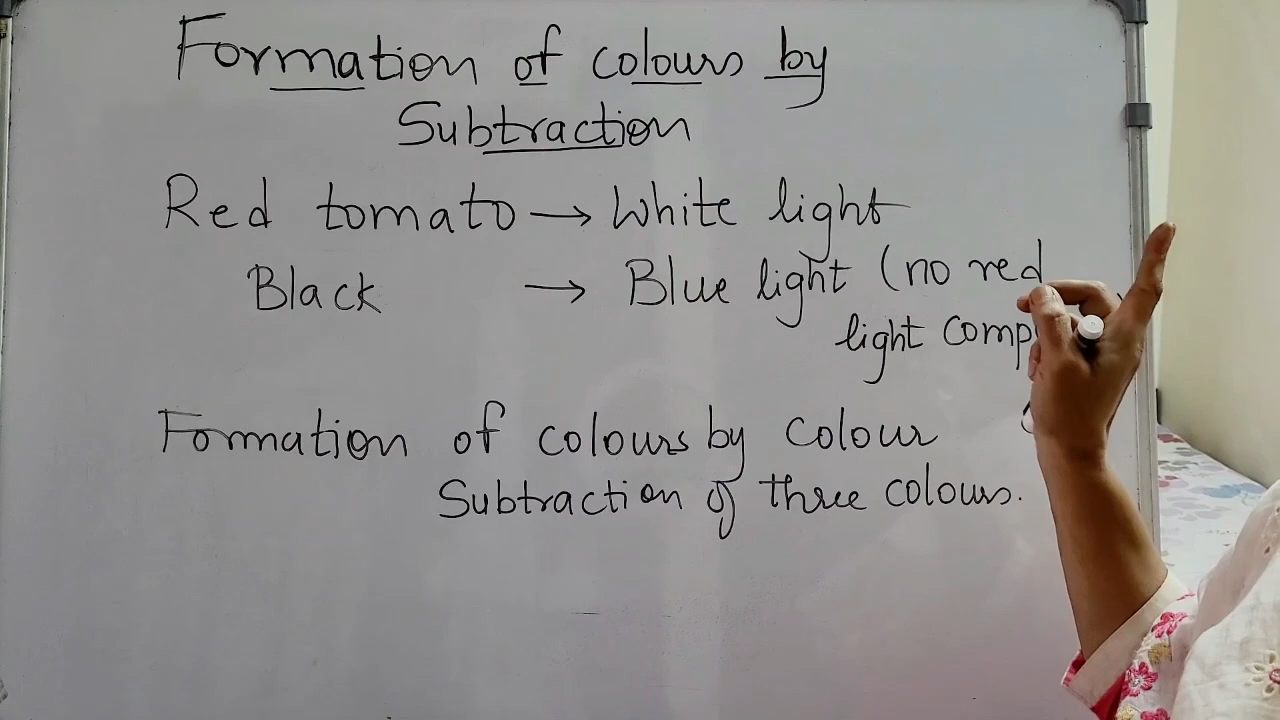 Formation of colours by
Subtraction
Red tomato → White light
Black → Blue light (no red
light comp
Formation of colours by colour
Subtraction of three colours.